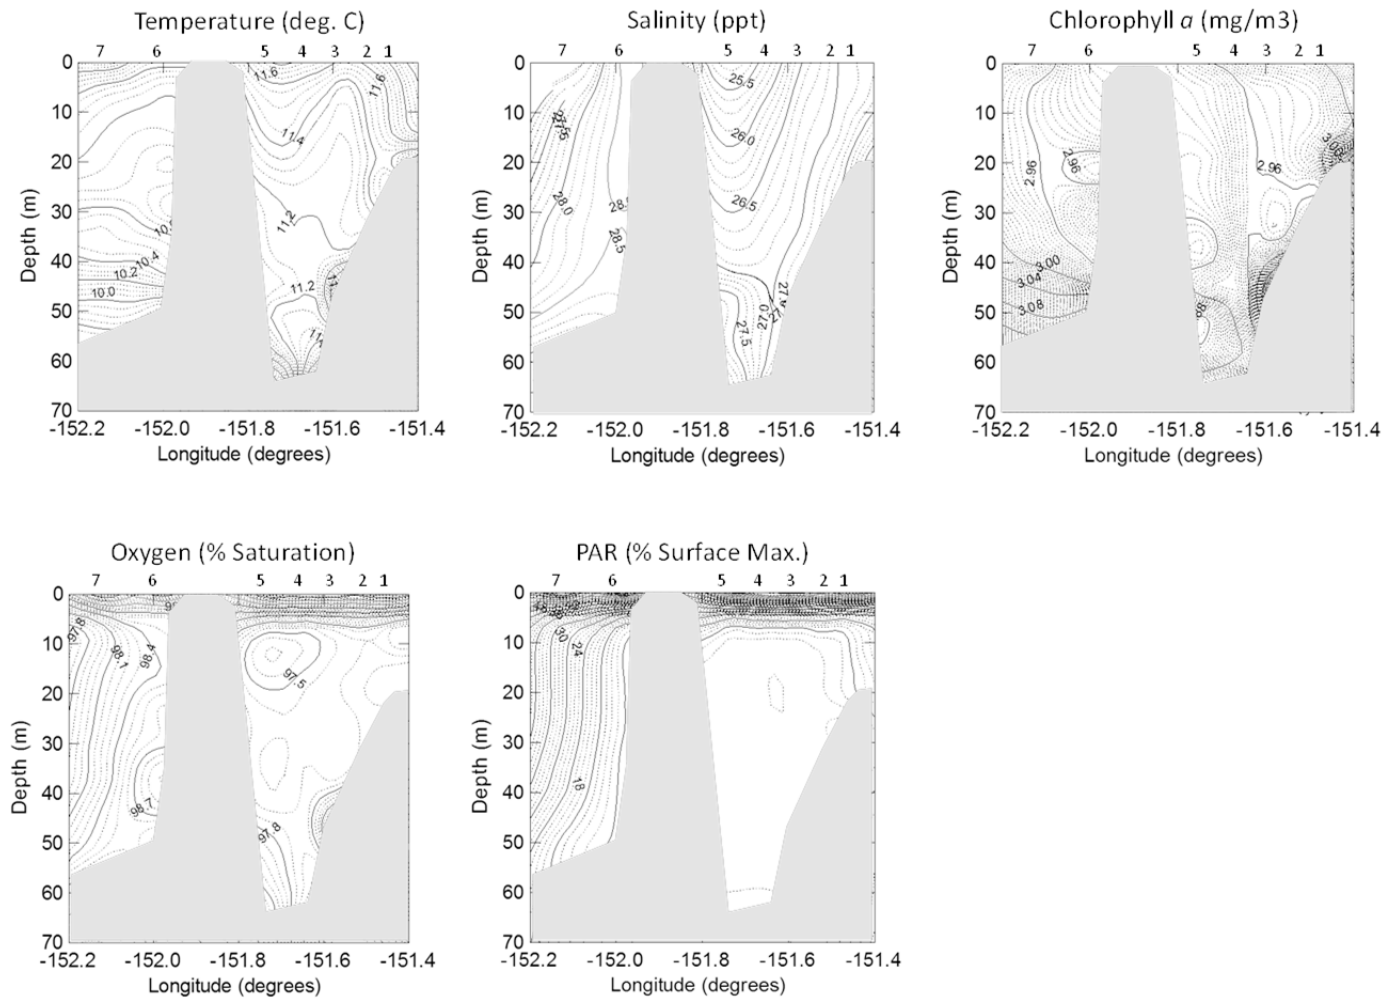 Temperature (deg. C)
7 6 5 4 3 2 1
0
10
20
30
40
50
60
70
Depth (m)
11.6
11.6
11.4
11.2
10.4
10.2
10.0
11.2
-152.2 -152.0 -151.8 -151.6 -151.4
Longitude (degrees)
Salinity (ppt)
7 6 5 4 3 2 1
0
10
20
30
40
50
60
70
Depth (m)
25.5
26.0
26.5
28.0
28.5
27.0
27.5
-152.2 -152.0 -151.8 -151.6 -151.4
Longitude (degrees)
Chlorophyll a (mg/m3)
7 6 5 4 3 2 1
0
10
20
30
40
50
60
70
Depth (m)
2.96
2.96
2.96
3.00
3.00
3.04
3.08
-152.2 -152.0 -151.8 -151.6 -151.4
Longitude (degrees)
Oxygen (% Saturation)
7 6 5 4 3 2 1
0
10
20
30
40
50
60
70
Depth (m)
97.8
98.1
98.4
97.5
98.7
97.8
-152.2 -152.0 -151.8 -151.6 -151.4
Longitude (degrees)
PAR (% Surface Max.)
7 6 5 4 3 2 1
0
10
20
30
40
50
60
70
Depth (m)
30
24
18
-152.2 -152.0 -151.8 -151.6 -151.4
Longitude (degrees)